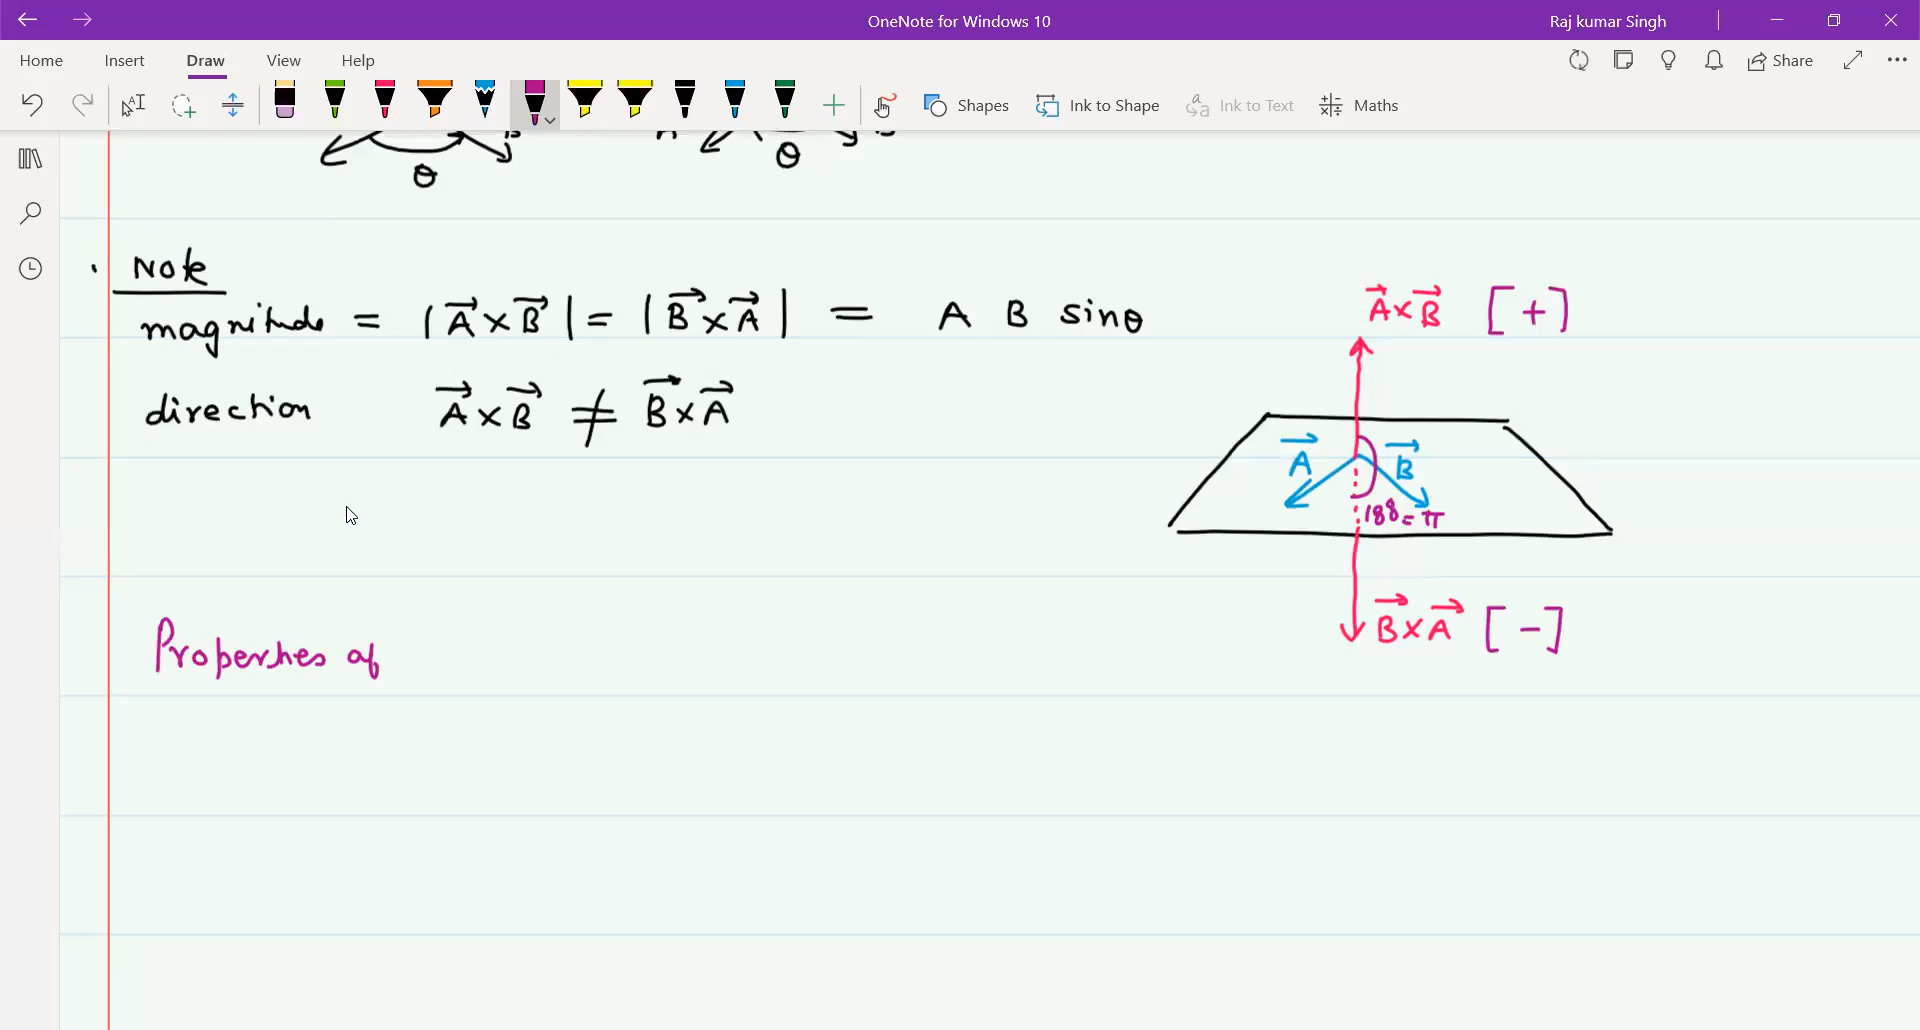 OneNote for Windows 10
Raj kumar Singh
Home Insert Draw View Help
Share
Shapes Ink to Shape Ink to Text Maths
θ θ
Note
magnitude = |A⃗ × B⃗| = |B⃗ × A⃗| = A B sinθ
direction A⃗ × B⃗ ≠ B⃗ × A⃗
A⃗ × B⃗ [+]
A⃗ B⃗
180 = π
B⃗ × A⃗ [-]
Properties of